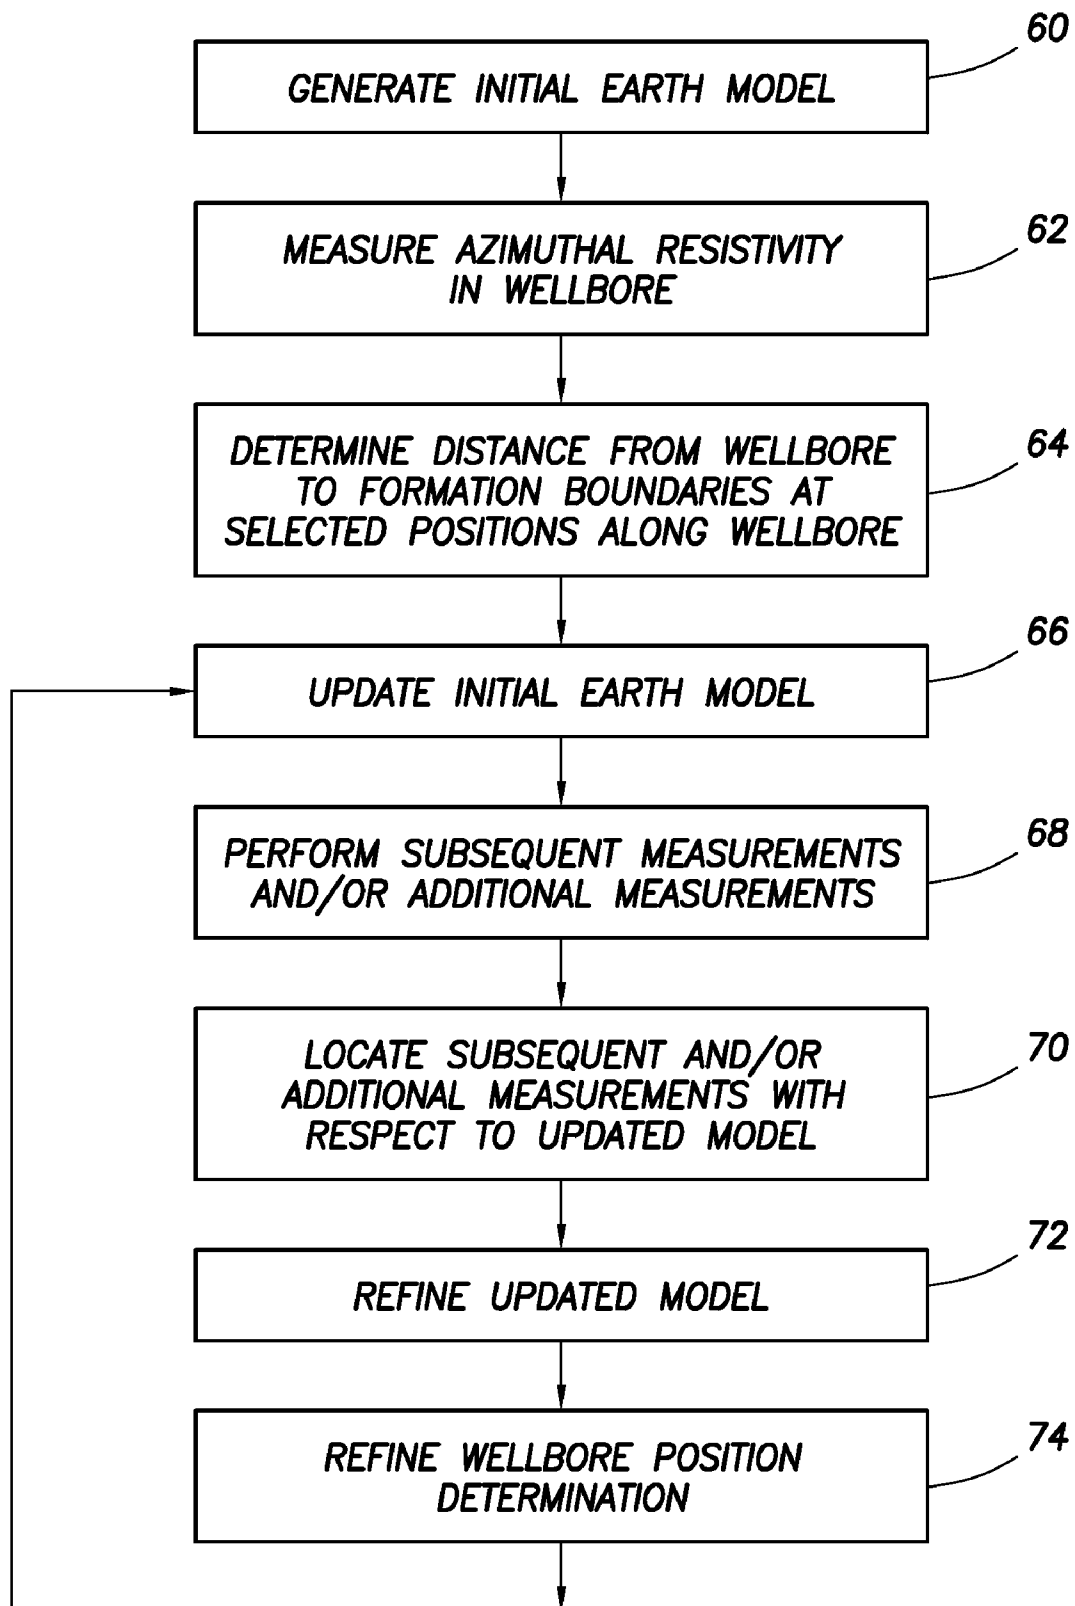 60
GENERATE INITIAL EARTH MODEL
62
MEASURE AZIMUTHAL RESISTIVITY
IN WELLBORE
64
DETERMINE DISTANCE FROM WELLBORE
TO FORMATION BOUNDARIES AT
SELECTED POSITIONS ALONG WELLBORE
66
UPDATE INITIAL EARTH MODEL
68
PERFORM SUBSEQUENT MEASUREMENTS
AND/OR ADDITIONAL MEASUREMENTS
70
LOCATE SUBSEQUENT AND/OR
ADDITIONAL MEASUREMENTS WITH
RESPECT TO UPDATED MODEL
72
REFINE UPDATED MODEL
74
REFINE WELLBORE POSITION
DETERMINATION